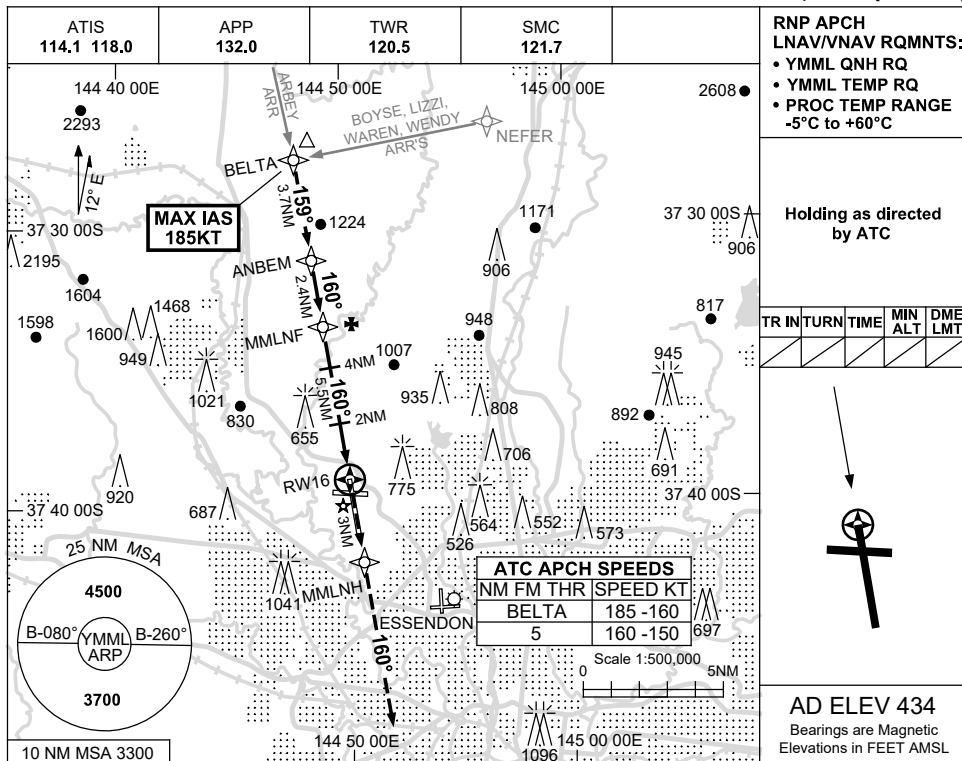 ATIS
114.1 118.0
APP
132.0
TWR
120.5
SMC
121.7
RNP APCH
LNAV/VNAV RQMNTS:
• YMML QNH RQ
• YMML TEMP RQ
• PROC TEMP RANGE
-5°C to +60°C
Holding as directed
by ATC
TR IN
TURN
TIME
MIN
ALT
DME
LMT
AD ELEV 434
Bearings are Magnetic
Elevations in FEET AMSL
144 40 00E
144 50 00E
145 00 00E
2608
2293
ARBEY
ARR
BOYSE, LIZZI,
WAREN, WENDY
ARR'S
NEFER
BELTA
12° E
MAX IAS
185KT
159°
3.7NM
1224
1171
37 30 00S
37 30 00S
906
906
2195
ANBEM
1604
160°
2.4NM
1468
1600
1598
949
MMLNF
948
817
4NM
1007
945
1021
160°
5.5NM
935
808
892
830
655
2NM
706
691
775
RW16
920
687
37 40 00S
37 40 00S
3NM
564
552
573
526
25 NM MSA
4500
B-080°
YMML
ARP
B-260°
3700
10 NM MSA 3300
1041
MMLNH
ESSENDON
ATC APCH SPEEDS
NM FM THR
SPEED KT
BELTA
185 -160
5
160 -150
697
160°
Scale 1:500,000
0
5NM
144 50 00E
145 00 00E
1096